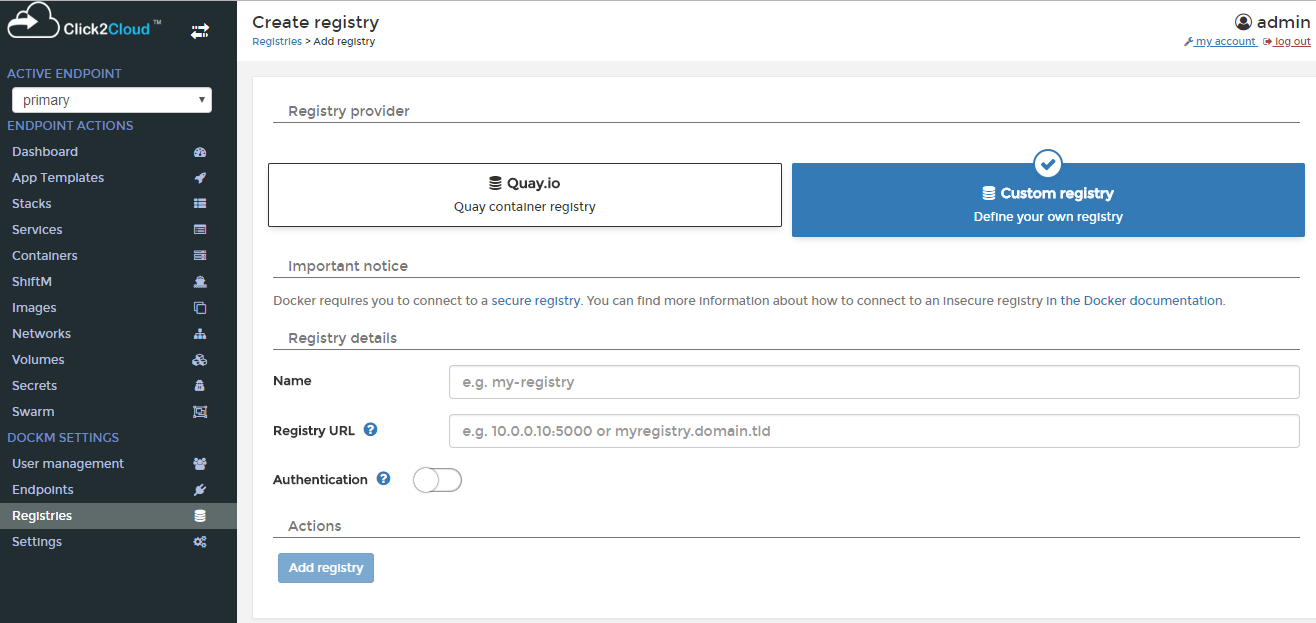 Click2Cloud™
ACTIVE ENDPOINT
primary
ENDPOINT ACTIONS
Dashboard
App Templates
Stacks
Services
Containers
ShiftM
Images
Networks
Volumes
Secrets
Swarm
DOCKM SETTINGS
User management
Endpoints
Registries
Settings
Create registry
Registries > Add registry
admin
my account log out
Registry provider
Quay.io
Quay container registry
Custom registry
Define your own registry
Important notice
Docker requires you to connect to a secure registry. You can find more information about how to connect to an insecure registry in the Docker documentation.
Registry details
Name
e.g. my-registry
Registry URL ?
e.g. 10.0.0.10:5000 or myregistry.domain.tld
Authentication ?
Actions
Add registry